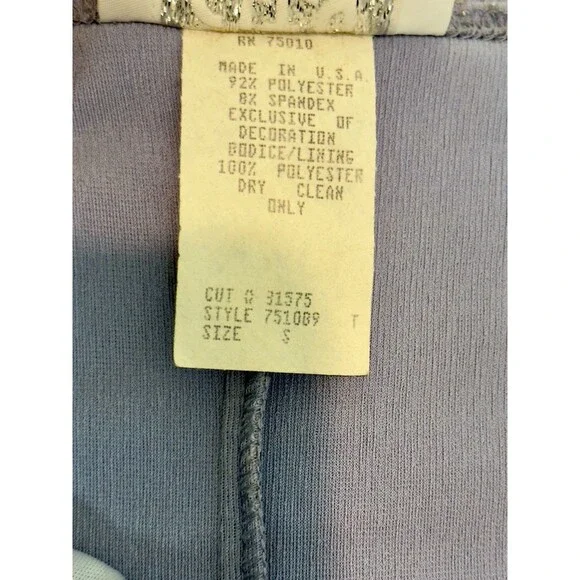 RN 75010
MADE IN U.S.A
92% POLYESTER
8% SPANDEX
EXCLUSIVE OF
DECORATION
BODICE/LINING
100% POLYESTER
DRY CLEAN
ONLY
CUT # 31575
STYLE 751089 T
SIZE S